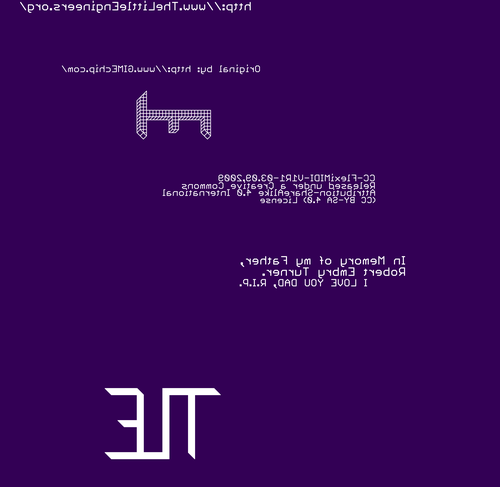 http://www.TheLittleEngineers.org/
Original by: http://www.GIMEchip.com/
CC-FlexiMIDI-V1R1-03.09.2009
Released under a Creative Commons
Attribution-ShareAlike 4.0 International
(CC BY-SA 4.0) License
In Memory of my Father,
Robert Embry Turner.
I LOVE YOU DAD, R.I.P.
TLE